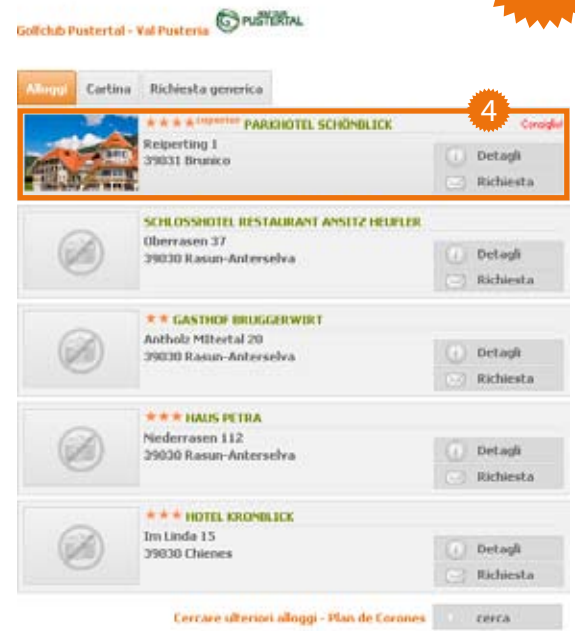 Golfclub Pustertal - Val Pusteria
PUSTERTAL
Alloggi Cartina Richiesta generica
4
★ ★ ★ ★ superior PARKHOTEL SCHÖNBLICK
Reiperting 1
39031 Brunico
Detagli
Richiesta
SCHLOSSHOTEL RESTAURANT ANSITZ HEUFLER
Oberrasen 37
39030 Rasun-Anterselva
Detagli
Richiesta
★ ★ GASTHOF BRUGGERWIRT
Antholz MIttertal 20
39030 Rasun-Anterselva
Detagli
Richiesta
★ ★ ★ HAUS PETRA
Niederrasen 112
39030 Rasun-Anterselva
Detagli
Richiesta
★ ★ ★ HOTEL KRONBLICK
Im Linda 15
39030 Chienes
Detagli
Richiesta
Cercare ulteriori alloggi - Plan de Corones
cerca